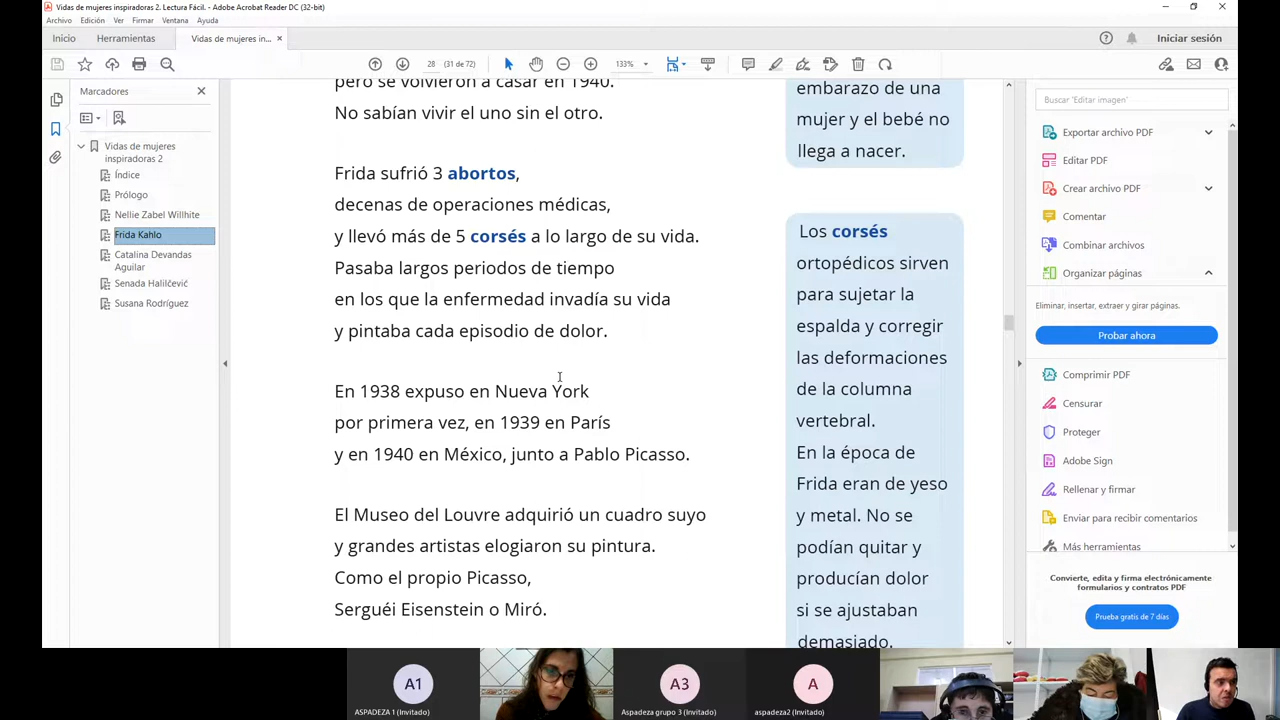 Vidas de mujeres inspiradoras 2. Lectura Fácil. - Adobe Acrobat Reader DC (32-bit)
Archivo Edición Ver Firmar Ventana Ayuda
Inicio Herramientas Vidas de mujeres in... × Iniciar sesión
28 (31 de 72) 133%
Marcadores
Vidas de mujeres
inspiradoras 2
Índice
Prólogo
Nellie Zabel Willhite
Frida Kahlo
Catalina Devandas
Aguilar
Senada Halilčević
Susana Rodríguez
pero se volvieron a casar en 1940.
No sabían vivir el uno sin el otro.
Frida sufrió 3 abortos,
decenas de operaciones médicas,
y llevó más de 5 corsés a lo largo de su vida.
Pasaba largos periodos de tiempo
en los que la enfermedad invadía su vida
y pintaba cada episodio de dolor.
En 1938 expuso en Nueva York
por primera vez, en 1939 en París
y en 1940 en México, junto a Pablo Picasso.
El Museo del Louvre adquirió un cuadro suyo
y grandes artistas elogiaron su pintura.
Como el propio Picasso,
Serguéi Eisenstein o Miró.
embarazo de una
mujer y el bebé no
llega a nacer.
Los corsés
ortopédicos sirven
para sujetar la
espalda y corregir
las deformaciones
de la columna
vertebral.
En la época de
Frida eran de yeso
y metal. No se
podían quitar y
producían dolor
si se ajustaban
demasiado.
Buscar 'Editar imagen'
Exportar archivo PDF
Editar PDF
Crear archivo PDF
Comentar
Combinar archivos
Organizar páginas
Eliminar, insertar, extraer y girar páginas.
Probar ahora
Comprimir PDF
Censurar
Proteger
Adobe Sign
Rellenar y firmar
Enviar para recibir comentarios
Más herramientas
Convierte, edita y firma electrónicamente
formularios y contratos PDF
Prueba gratis de 7 días
A1 A3 A
ASPADEZA 1 (Invitado) Aspadeza grupo 3 (Invitado) aspadeza2 (Invitado)